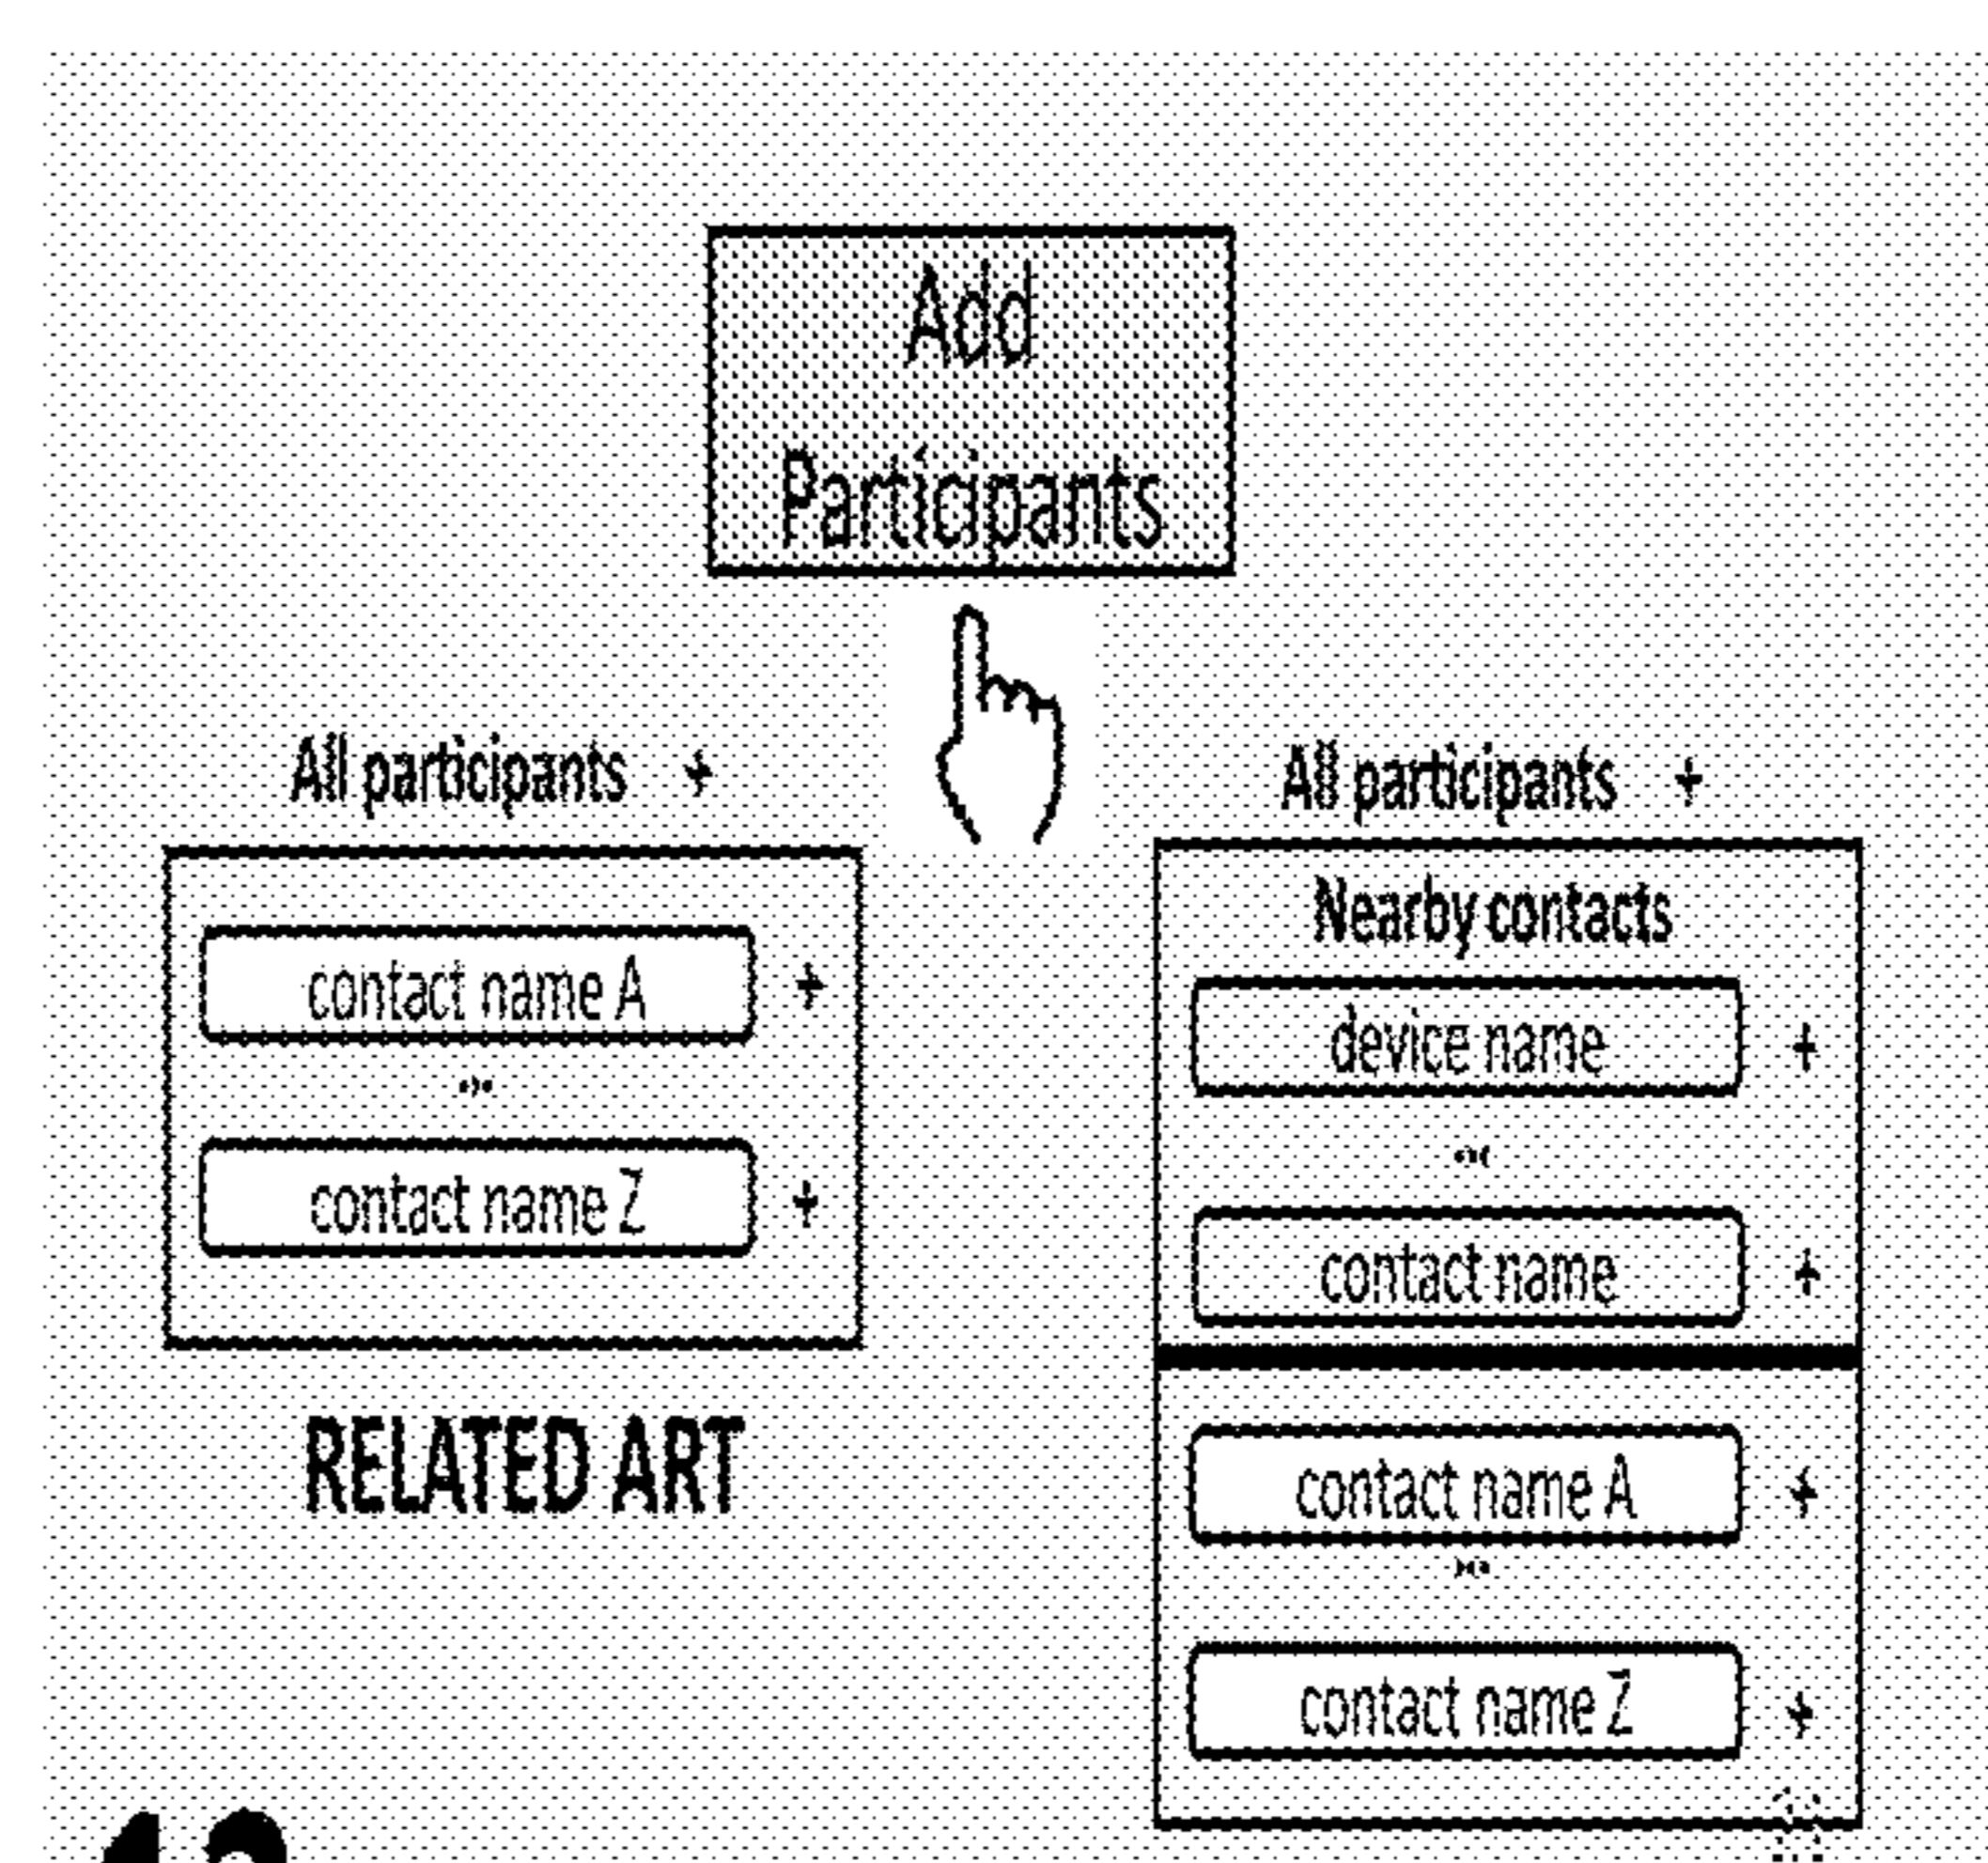 Add
Participants
All participants +
contact name A +
...
contact name Z +
RELATED ART
All participants +
Nearby contacts
device name +
...
contact name +
contact name A +
...
contact name Z +